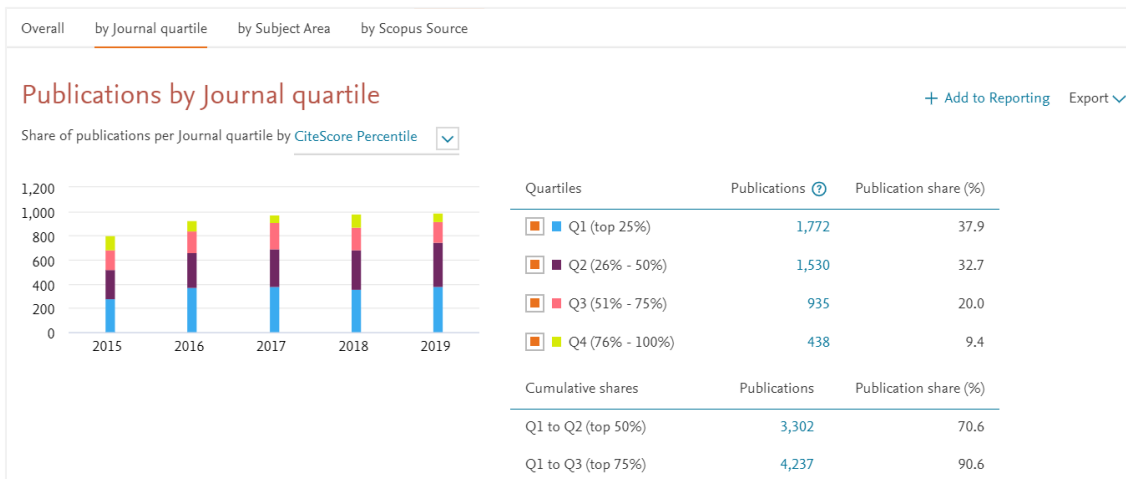 Overall by Journal quartile by Subject Area by Scopus Source
Publications by Journal quartile
+ Add to Reporting Export
Share of publications per Journal quartile by CiteScore Percentile
1,200
1,000
800
600
400
200
0
2015 2016 2017 2018 2019
Quartiles Publications ? Publication share (%)
Q1 (top 25%) 1,772 37.9
Q2 (26% - 50%) 1,530 32.7
Q3 (51% - 75%) 935 20.0
Q4 (76% - 100%) 438 9.4
Cumulative shares Publications Publication share (%)
Q1 to Q2 (top 50%) 3,302 70.6
Q1 to Q3 (top 75%) 4,237 90.6